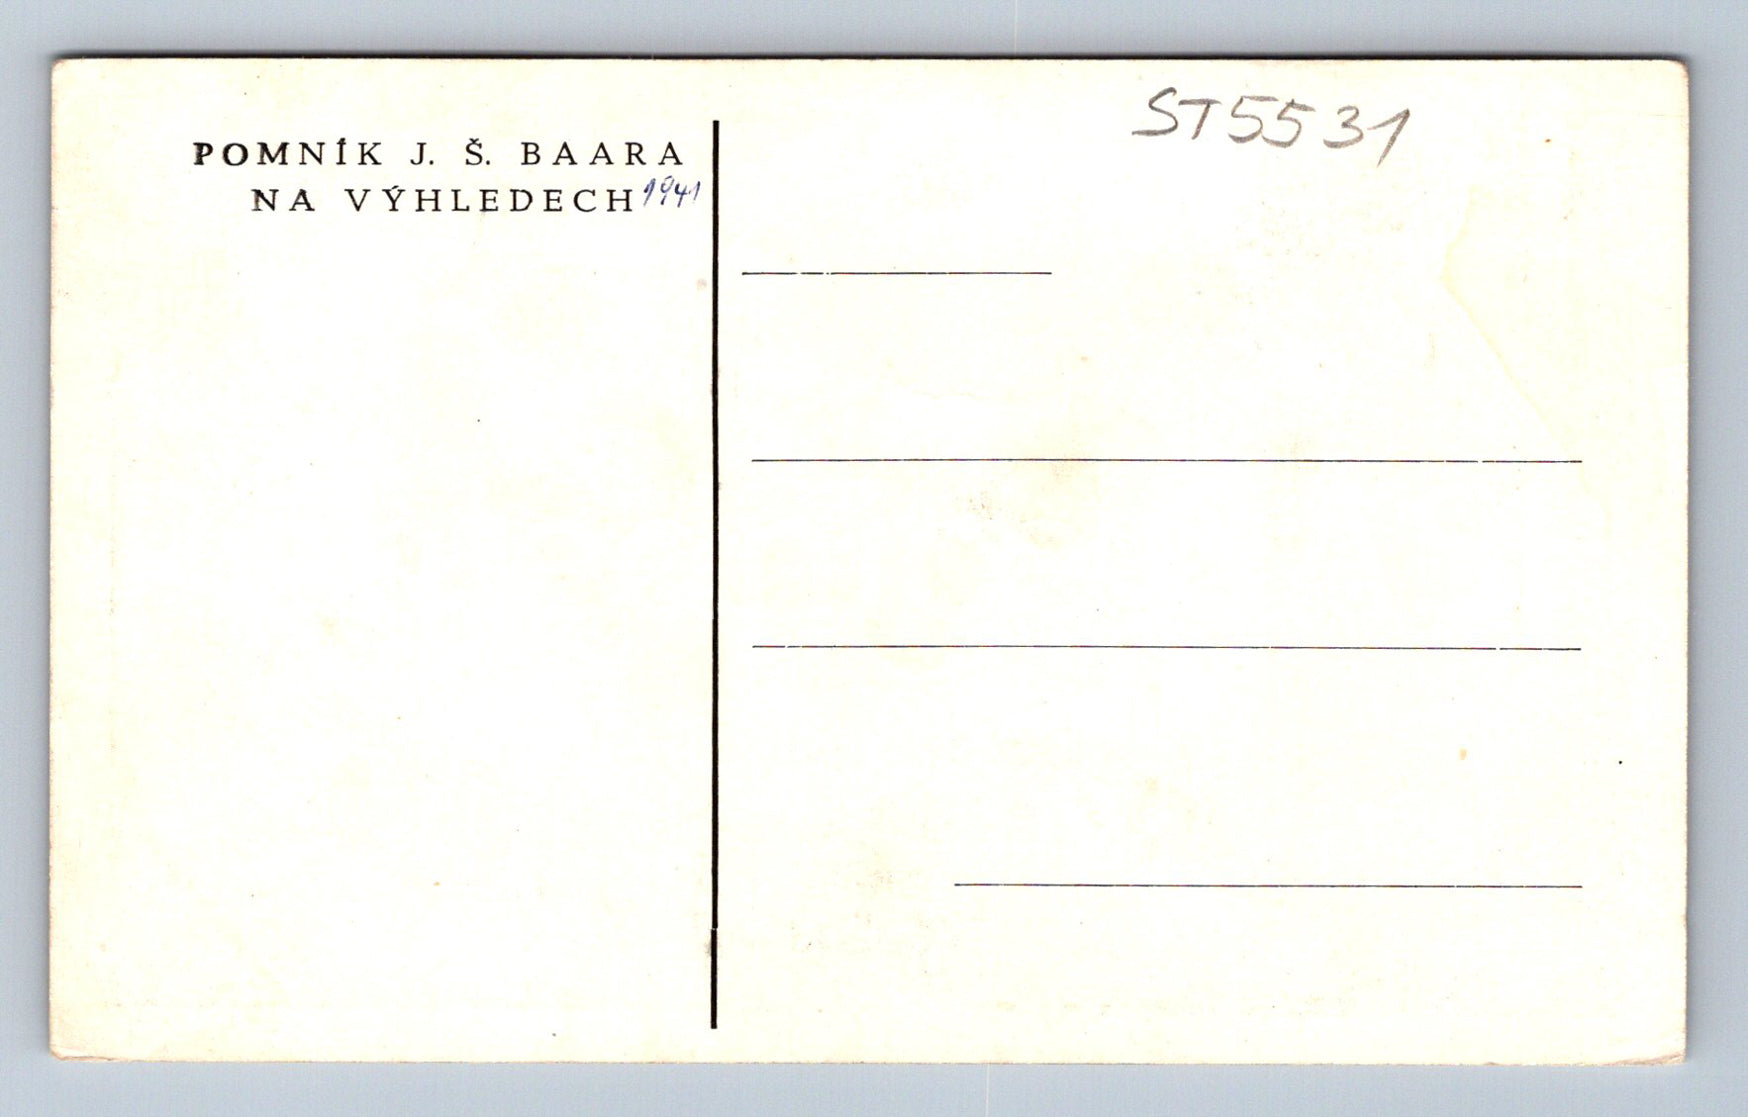 POMNÍK J. Š. BAARA
NA VÝHLEDECH 1941
ST5531